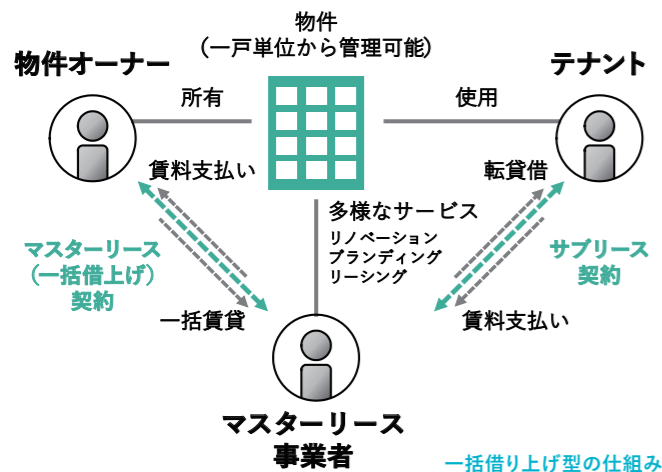 物件
（一戸単位から管理可能）
物件オーナー
テナント
所有
使用
賃料支払い
転貸借
多様なサービス
リノベーション
ブランディング
リーシング
マスターリース
（一括借上げ）
契約
サブリース
契約
一括賃貸
賃料支払い
マスターリース
事業者
一括借り上げ型の仕組み